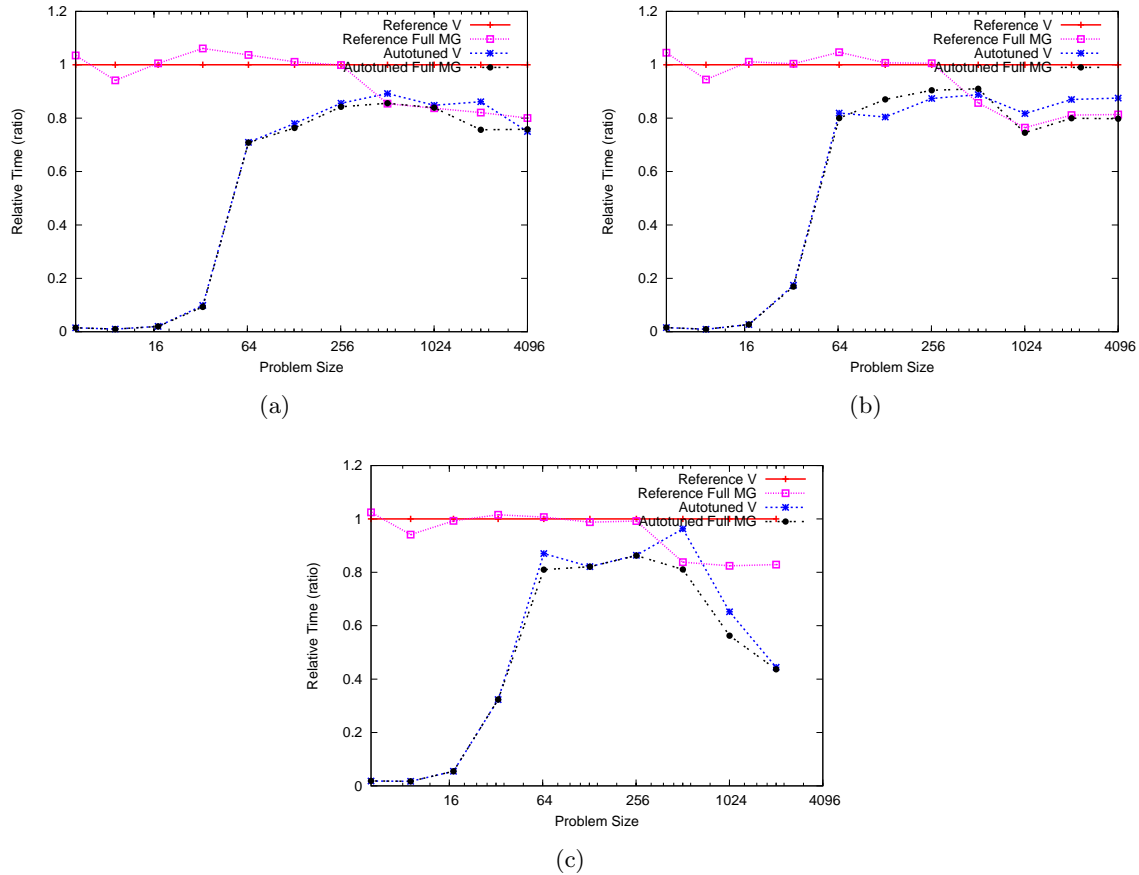 1.2
1
0.8
0.6
0.4
0.2
0
Relative Time (ratio)
Reference V
Reference Full MG
Autotuned V
Autotuned Full MG
16 64 256 1024 4096
Problem Size
(a)
1.2
1
0.8
0.6
0.4
0.2
0
Relative Time (ratio)
Reference V
Reference Full MG
Autotuned V
Autotuned Full MG
16 64 256 1024 4096
Problem Size
(b)
1.2
1
0.8
0.6
0.4
0.2
0
Relative Time (ratio)
Reference V
Reference Full MG
Autotuned V
Autotuned Full MG
16 64 256 1024 4096
Problem Size
(c)